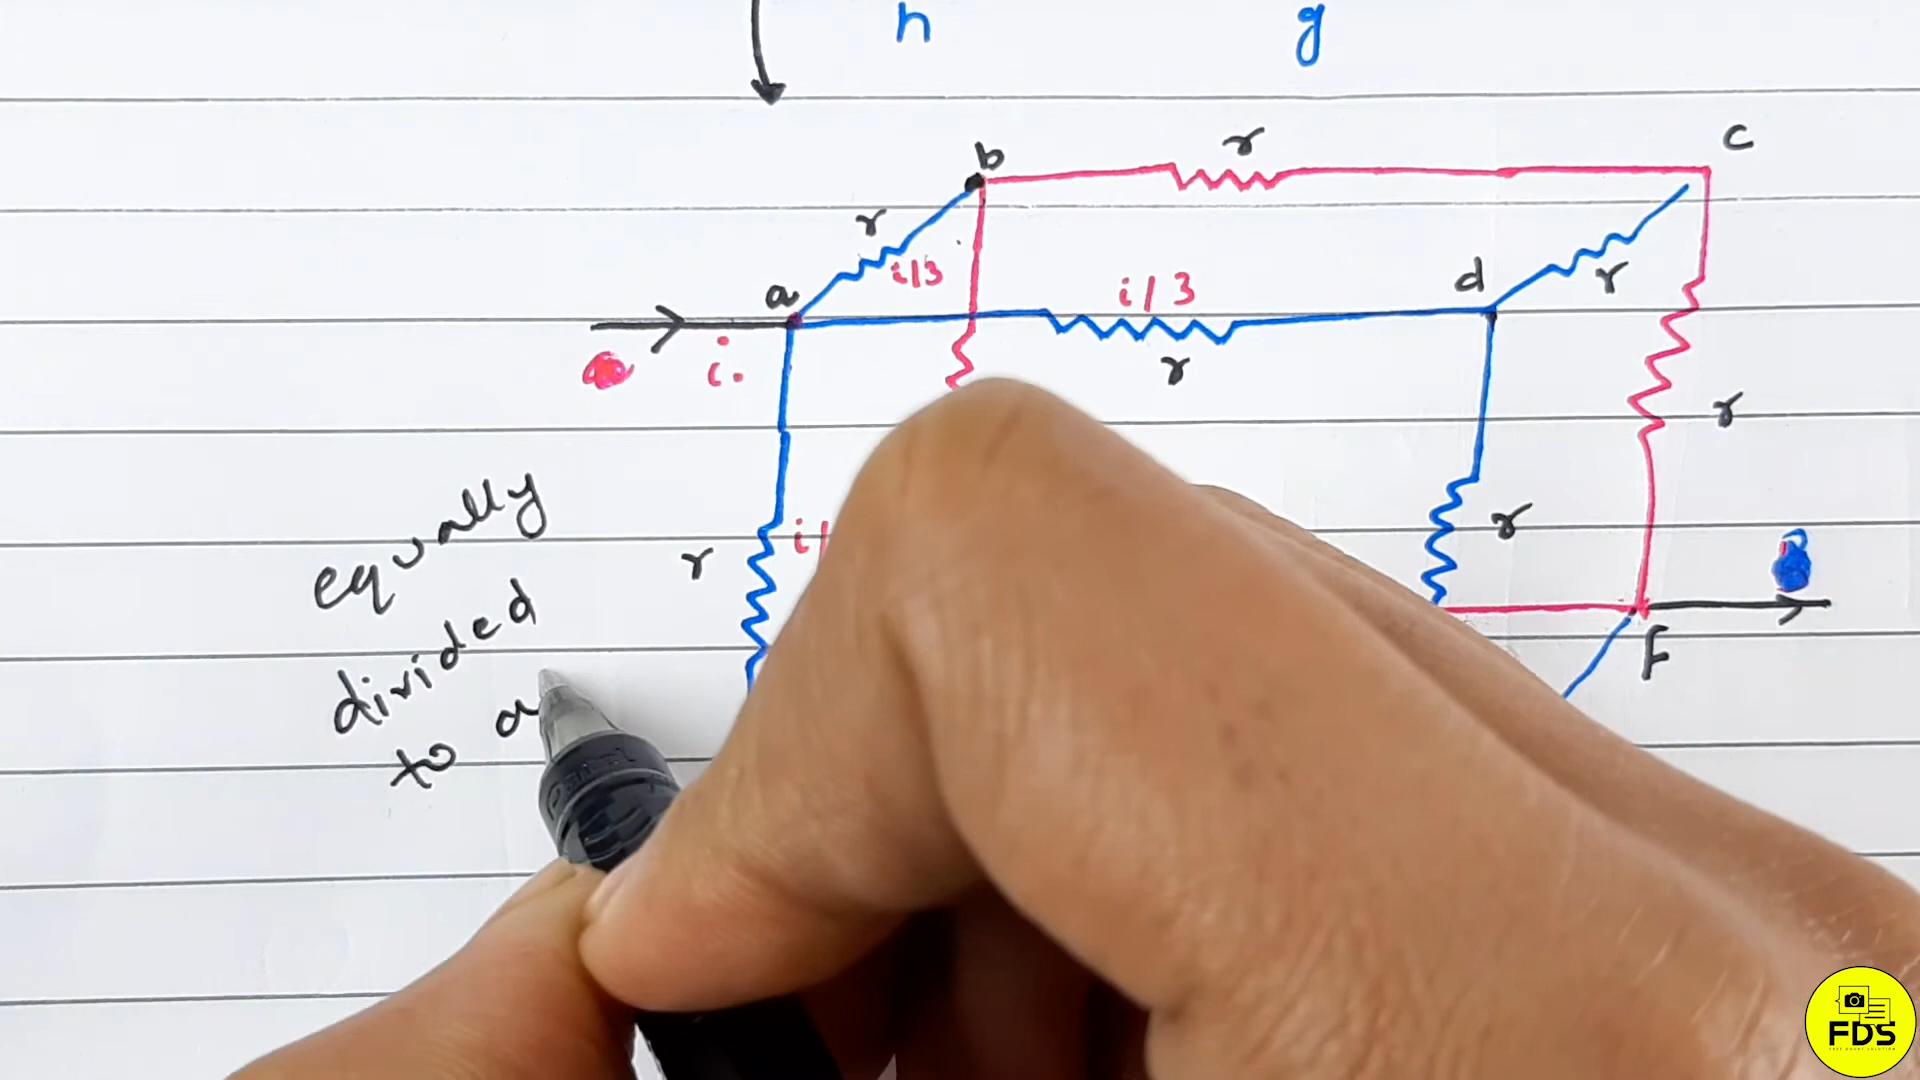 h g
b r c
r
i/3
a i/3 d r
i. r r
equally r i/ r
divided f
to a
FDS